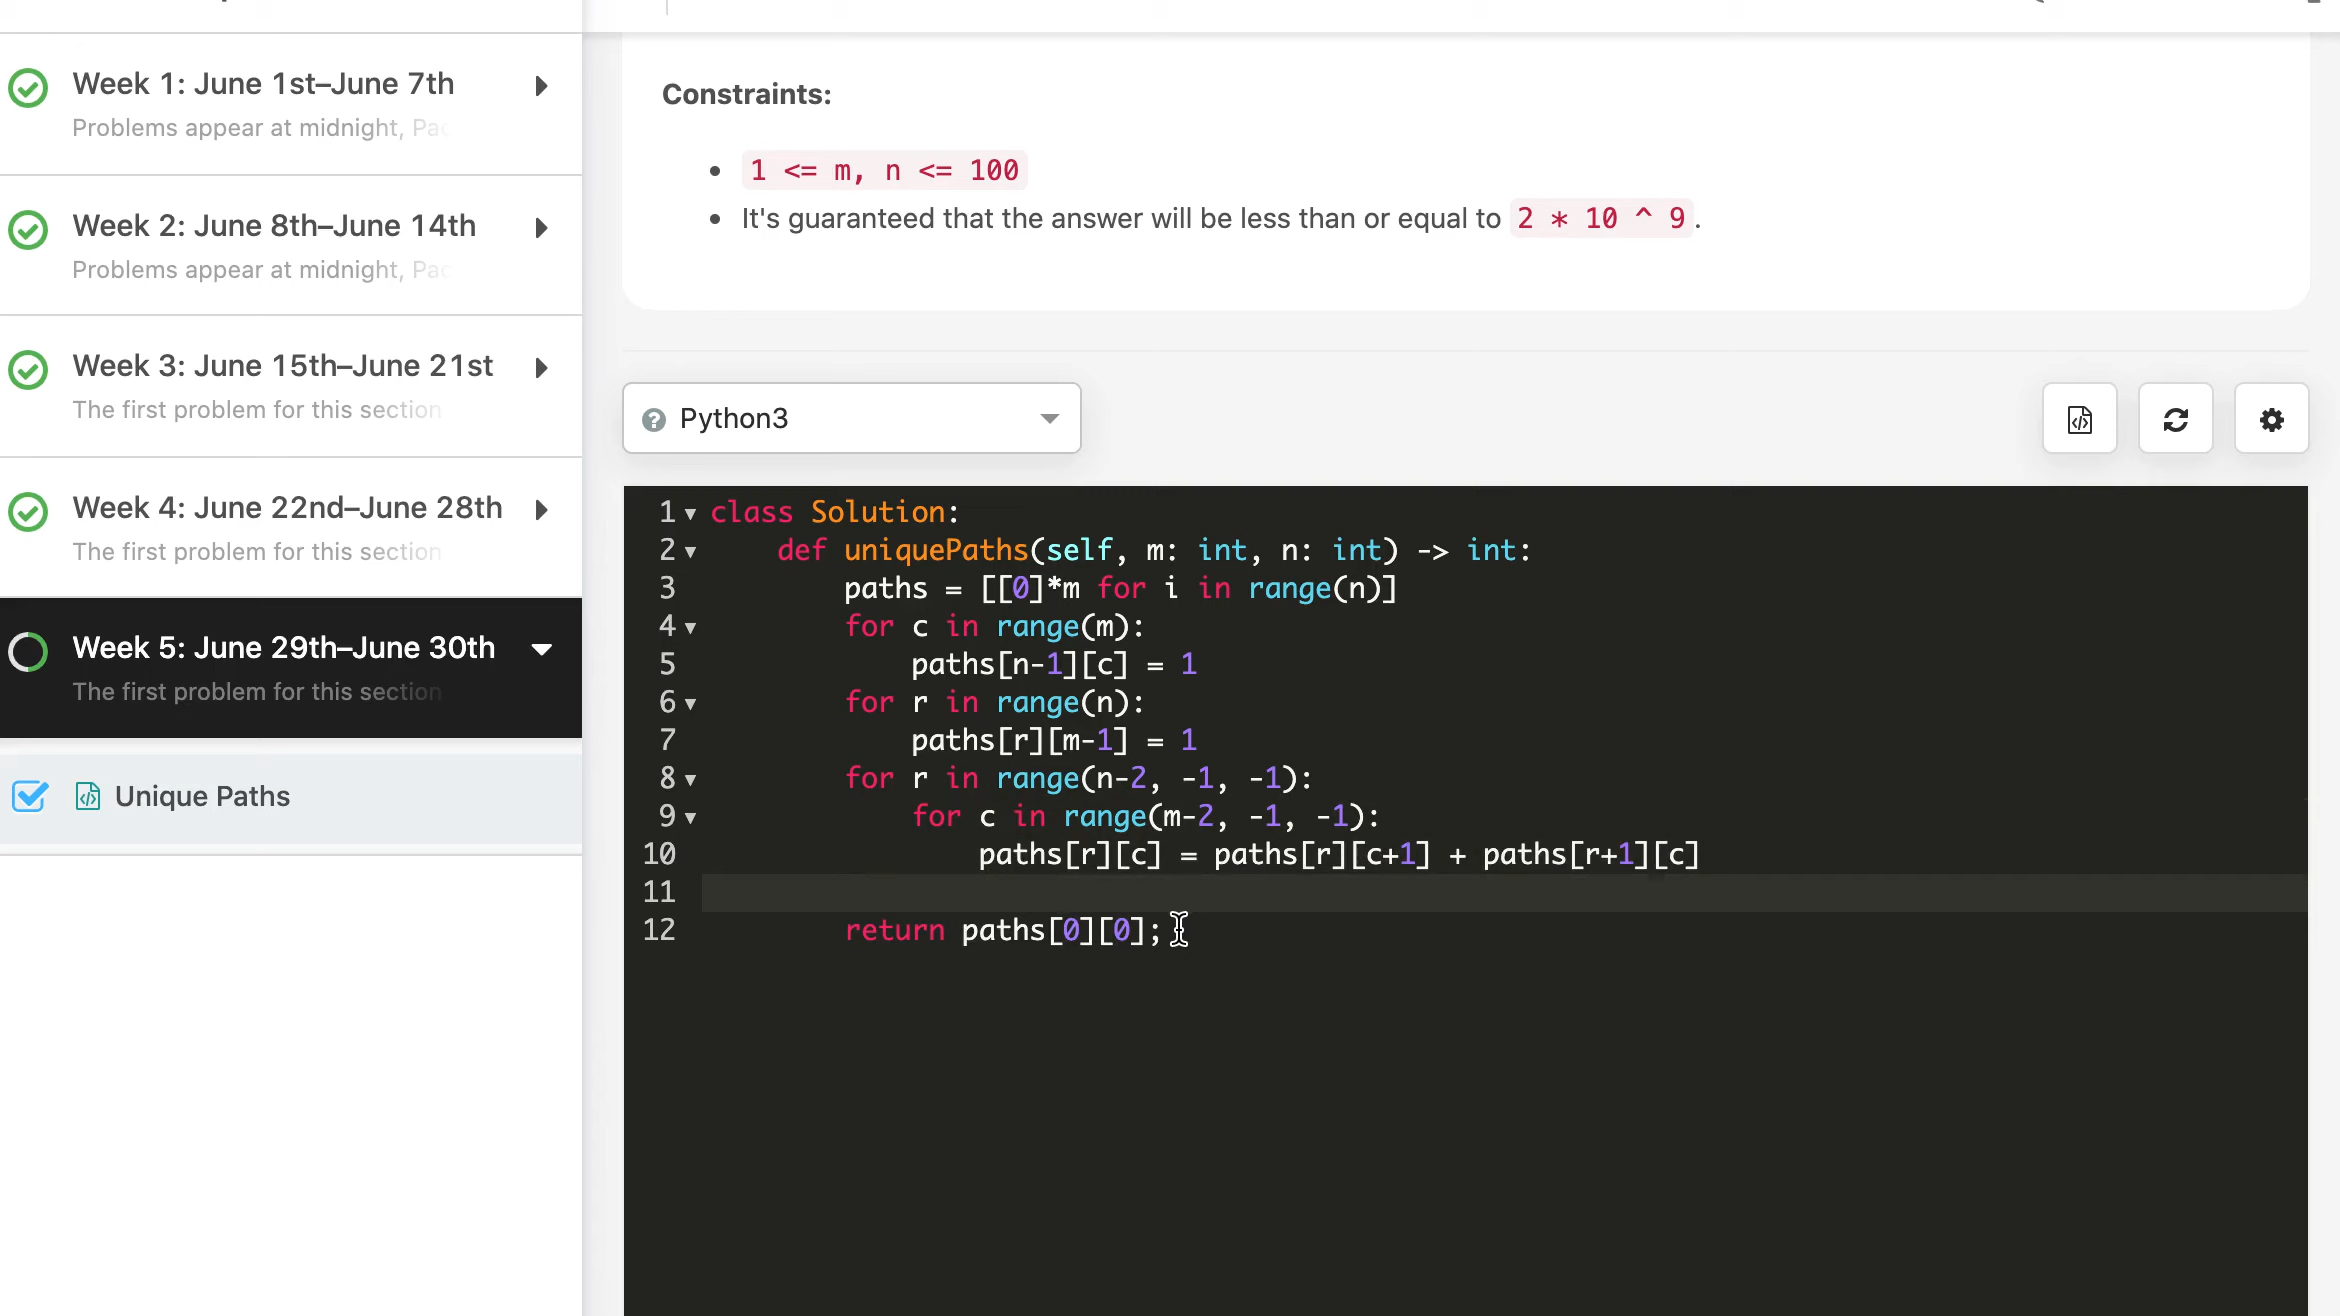 Week 1: June 1st–June 7th
Problems appear at midnight, Pac
Week 2: June 8th–June 14th
Problems appear at midnight, Pac
Week 3: June 15th–June 21st
The first problem for this section
Week 4: June 22nd–June 28th
The first problem for this section
Week 5: June 29th–June 30th
The first problem for this section
Unique Paths
Constraints:
1 <= m, n <= 100
It's guaranteed that the answer will be less than or equal to 2 * 10 ^ 9.
Python3
1 class Solution:
2     def uniquePaths(self, m: int, n: int) -> int:
3         paths = [[0]*m for i in range(n)]
4         for c in range(m):
5             paths[n-1][c] = 1
6         for r in range(n):
7             paths[r][m-1] = 1
8         for r in range(n-2, -1, -1):
9             for c in range(m-2, -1, -1):
10                 paths[r][c] = paths[r][c+1] + paths[r+1][c]
11
12         return paths[0][0];